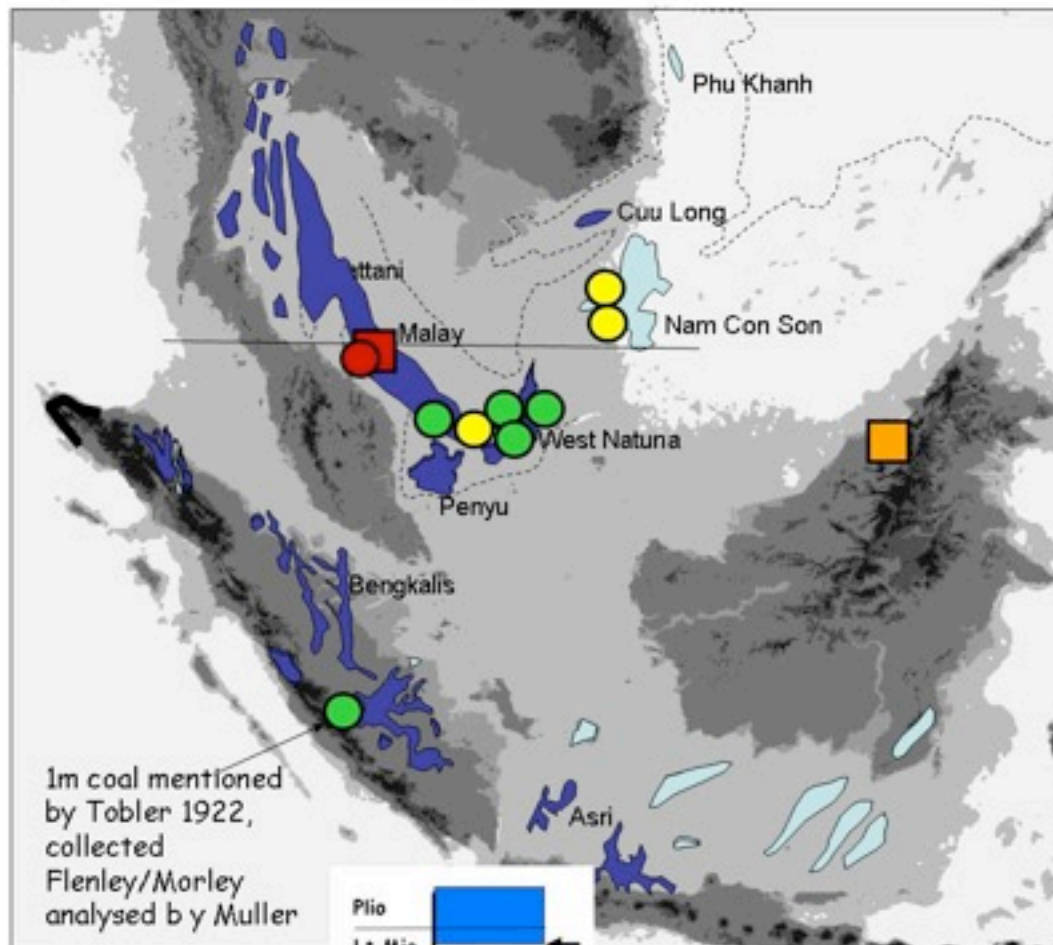 Phu Khanh
Cuu Long
ttani
Nam Con Son
Malay
West Natuna
Penyu
Bengkalis
1m coal mentioned
by Tobler 1922,
collected
Flenley/Morley
analysed b y Muller
Asri
Plio